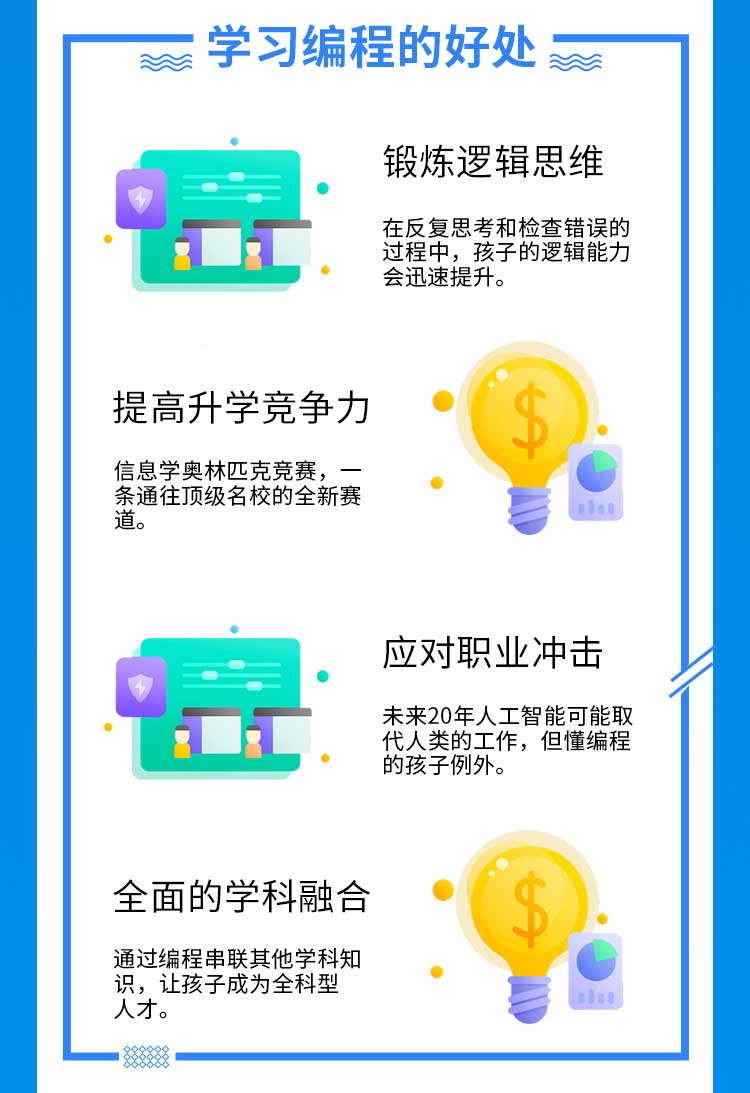 学习编程的好处
锻炼逻辑思维
在反复思考和检查错误的
过程中，孩子的逻辑能力
会迅速提升。
提高升学竞争力
信息学奥林匹克竞赛，一
条通往顶级名校的全新赛
道。
应对职业冲击
未来20年人工智能可能取
代人类的工作，但懂编程
的孩子例外。
全面的学科融合
通过编程串联其他学科知
识，让孩子成为全科型
人才。